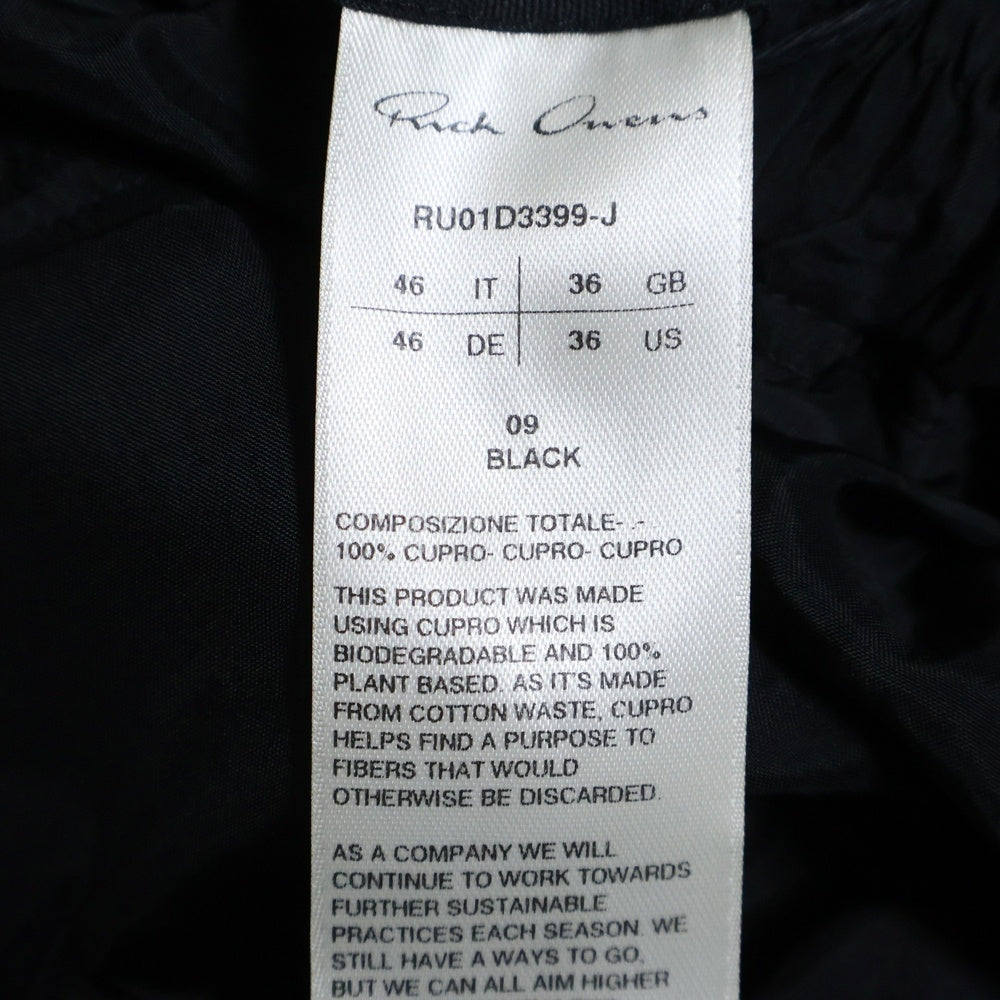 Rick Owens
RU01D3399-J
46 IT 36 GB
46 DE 36 US
09
BLACK
COMPOSIZIONE TOTALE- .-
100% CUPRO- CUPRO- CUPRO
THIS PRODUCT WAS MADE
USING CUPRO WHICH IS
BIODEGRADABLE AND 100%
PLANT BASED. AS IT'S MADE
FROM COTTON WASTE, CUPRO
HELPS FIND A PURPOSE TO
FIBERS THAT WOULD
OTHERWISE BE DISCARDED.
AS A COMPANY WE WILL
CONTINUE TO WORK TOWARDS
FURTHER SUSTAINABLE
PRACTICES EACH SEASON. WE
STILL HAVE A WAYS TO GO,
BUT WE CAN ALL AIM HIGHER